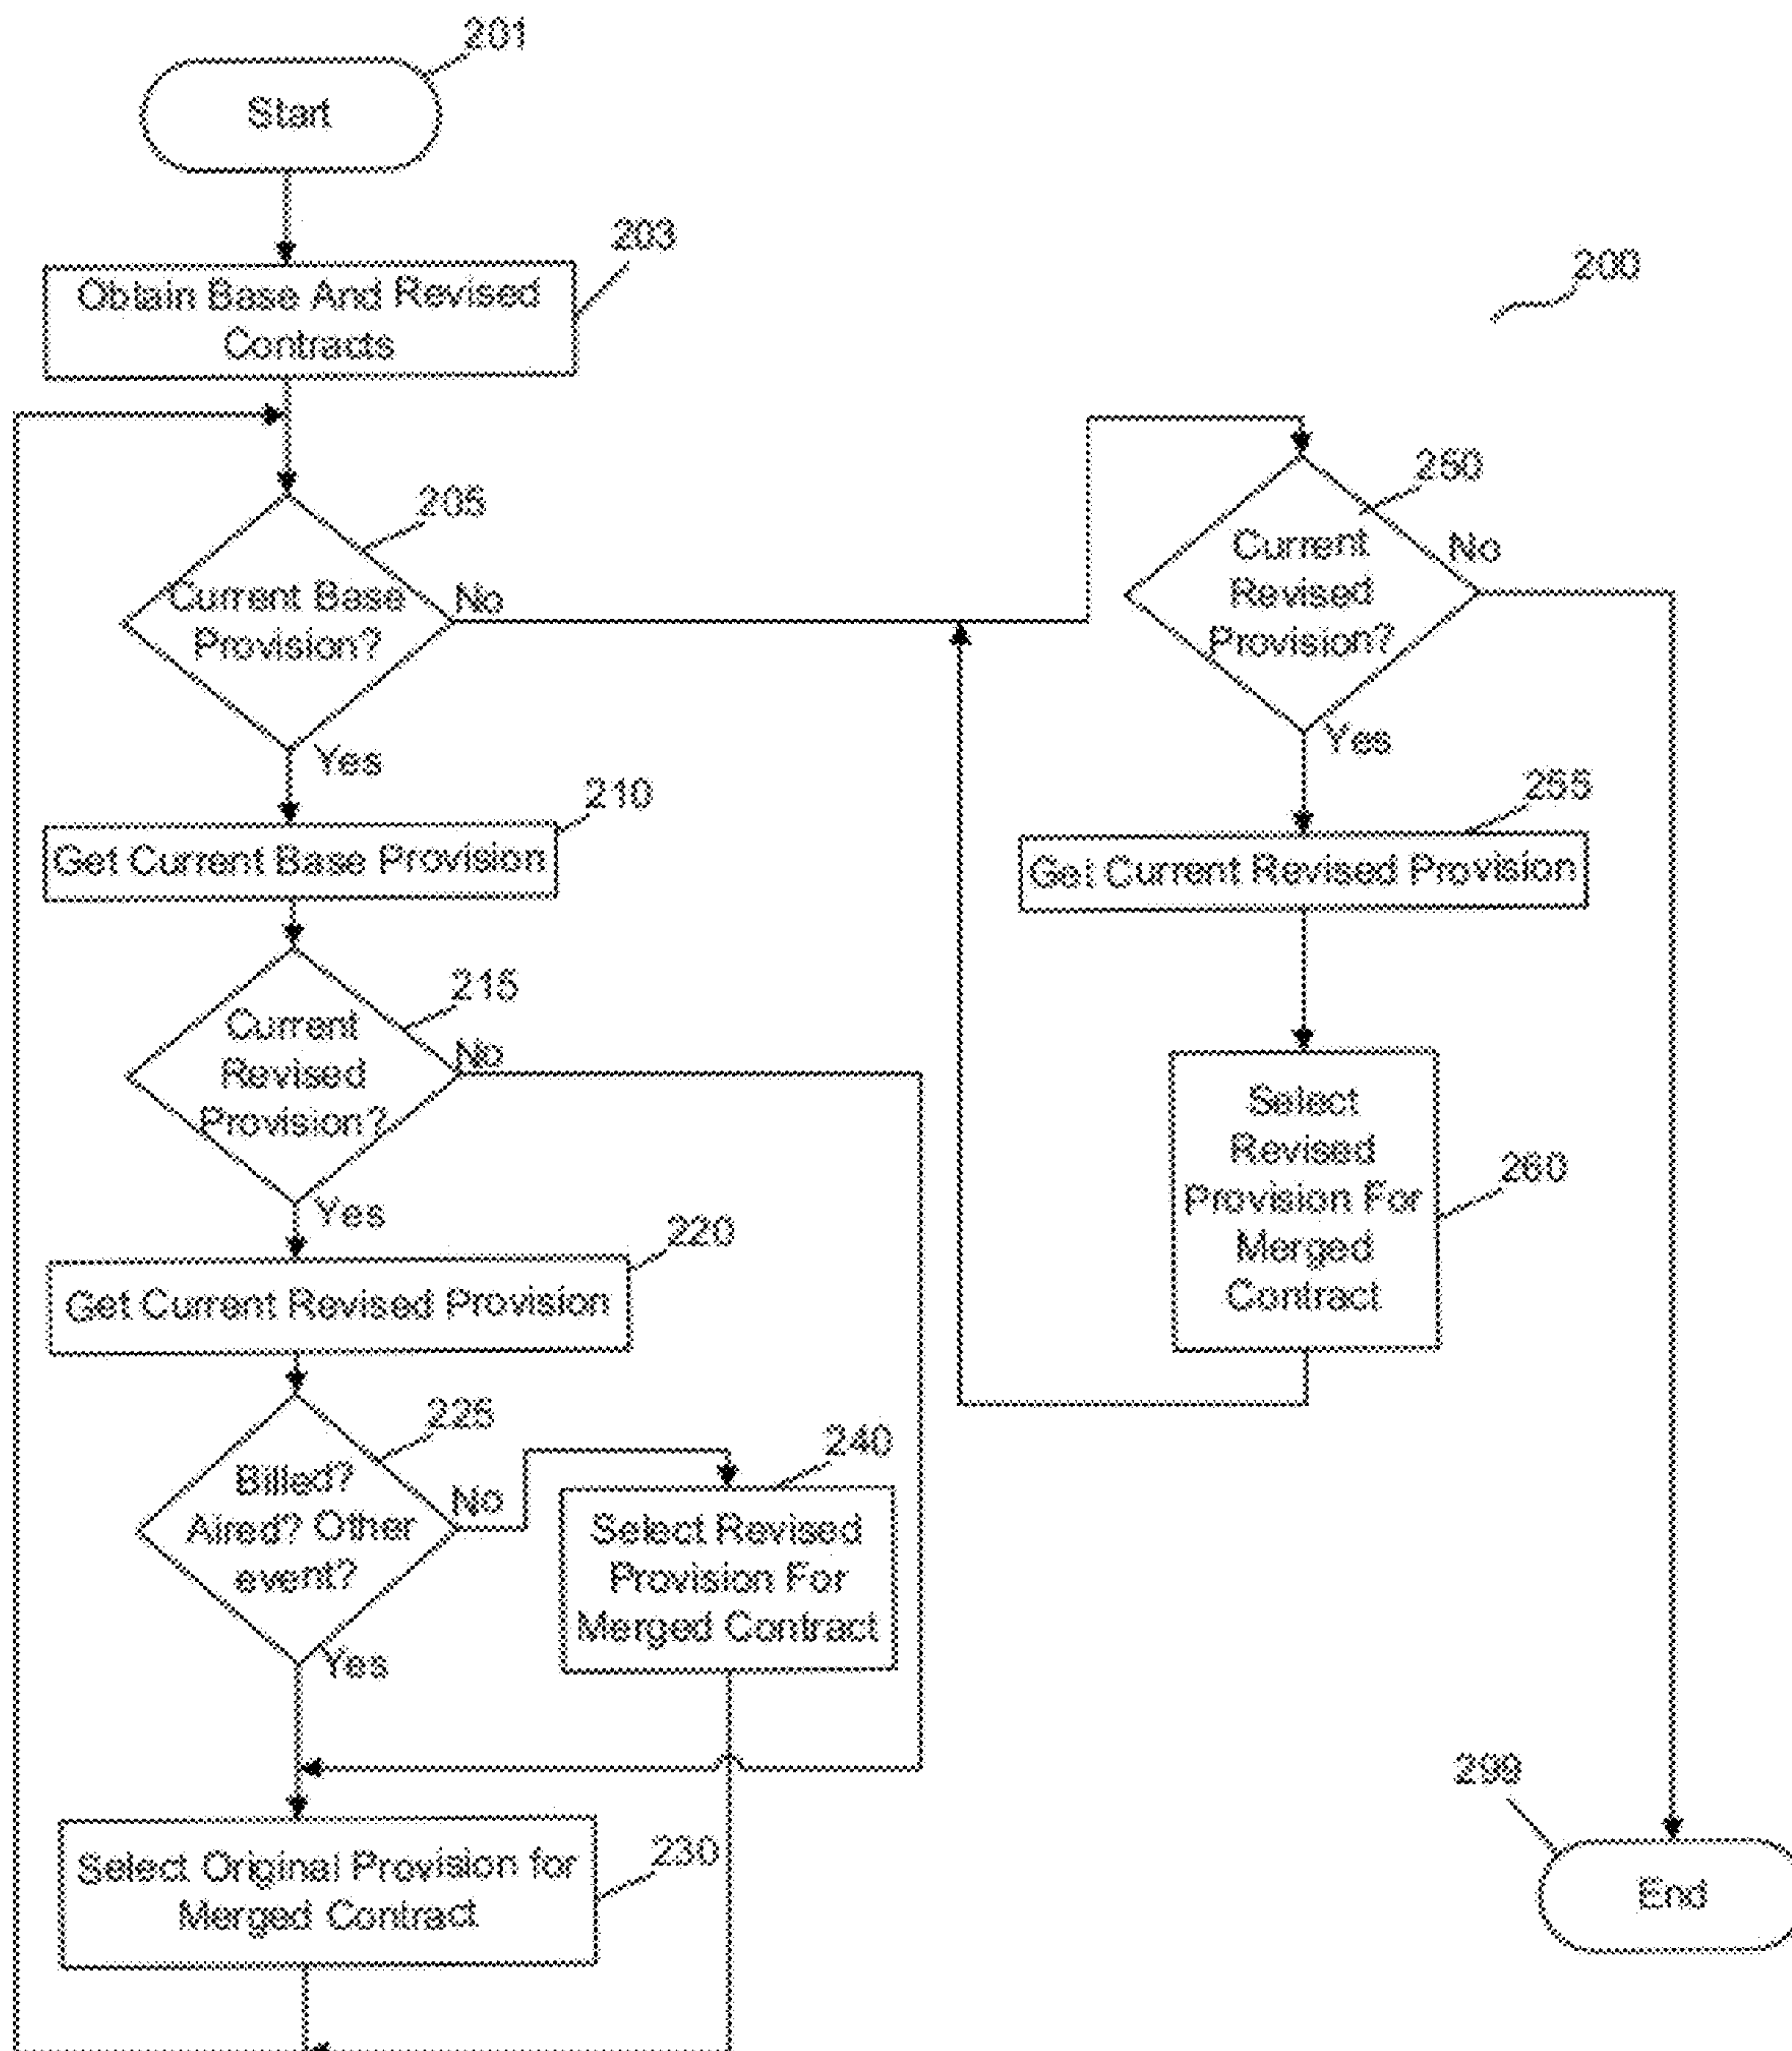 201
Start
203
Obtain Base And Revised
Contracts
200
205
Current Base
Provision?
No
Yes
210
Get Current Base Provision
215
Current
Revised
Provision?
No
Yes
220
Get Current Revised Provision
225
Billed?
Aired? Other
event?
No
Yes
240
Select Revised
Provision For
Merged Contract
230
Select Original Provision for
Merged Contract
250
Current
Revised
Provision?
No
Yes
255
Get Current Revised Provision
Select
Revised
Provision For
Merged
Contract
260
299
End